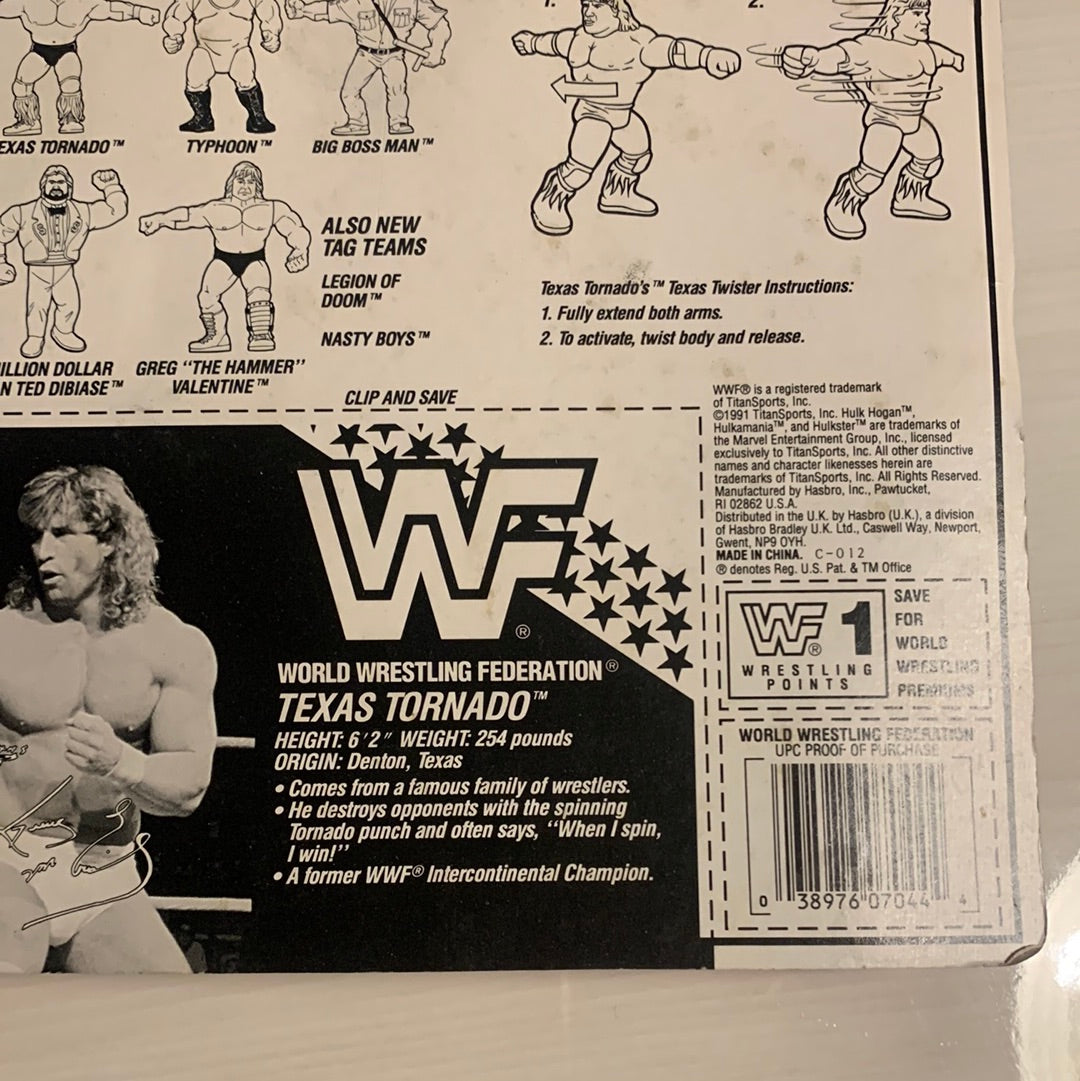 1.
2.
EXAS TORNADO™
TYPHOON™
BIG BOSS MAN™
ALSO NEW
TAG TEAMS
LEGION OF
DOOM™
NASTY BOYS™
ILLION DOLLAR
N TED DIBIASE™
GREG "THE HAMMER"
VALENTINE™
Texas Tornado's™ Texas Twister Instructions:
1. Fully extend both arms.
2. To activate, twist body and release.
CLIP AND SAVE
WWF® is a registered trademark
of TitanSports, Inc.
©1991 TitanSports, Inc. Hulk Hogan™,
Hulkamania™, and Hulkster™ are trademarks of
the Marvel Entertainment Group, Inc., licensed
exclusively to TitanSports, Inc. All other distinctive
names and character likenesses herein are
trademarks of TitanSports, Inc. All Rights Reserved.
Manufactured by Hasbro, Inc., Pawtucket,
RI 02862 U.S.A.
Distributed in the U.K. by Hasbro (U.K.), a division
of Hasbro Bradley U.K. Ltd., Caswell Way, Newport,
Gwent, NP9 0YH.
MADE IN CHINA. C-012
® denotes Reg. U.S. Pat. & TM Office
WF®
WORLD WRESTLING FEDERATION®
TEXAS TORNADO™
HEIGHT: 6'2" WEIGHT: 254 pounds
ORIGIN: Denton, Texas
• Comes from a famous family of wrestlers.
• He destroys opponents with the spinning
Tornado punch and often says, "When I spin,
I win!"
• A former WWF® Intercontinental Champion.
WF® 1
WRESTLING
POINTS
SAVE
FOR
WORLD
WRESTLING
PREMIUMS
WORLD WRESTLING FEDERATION
UPC PROOF OF PURCHASE
0 38976 07044 4